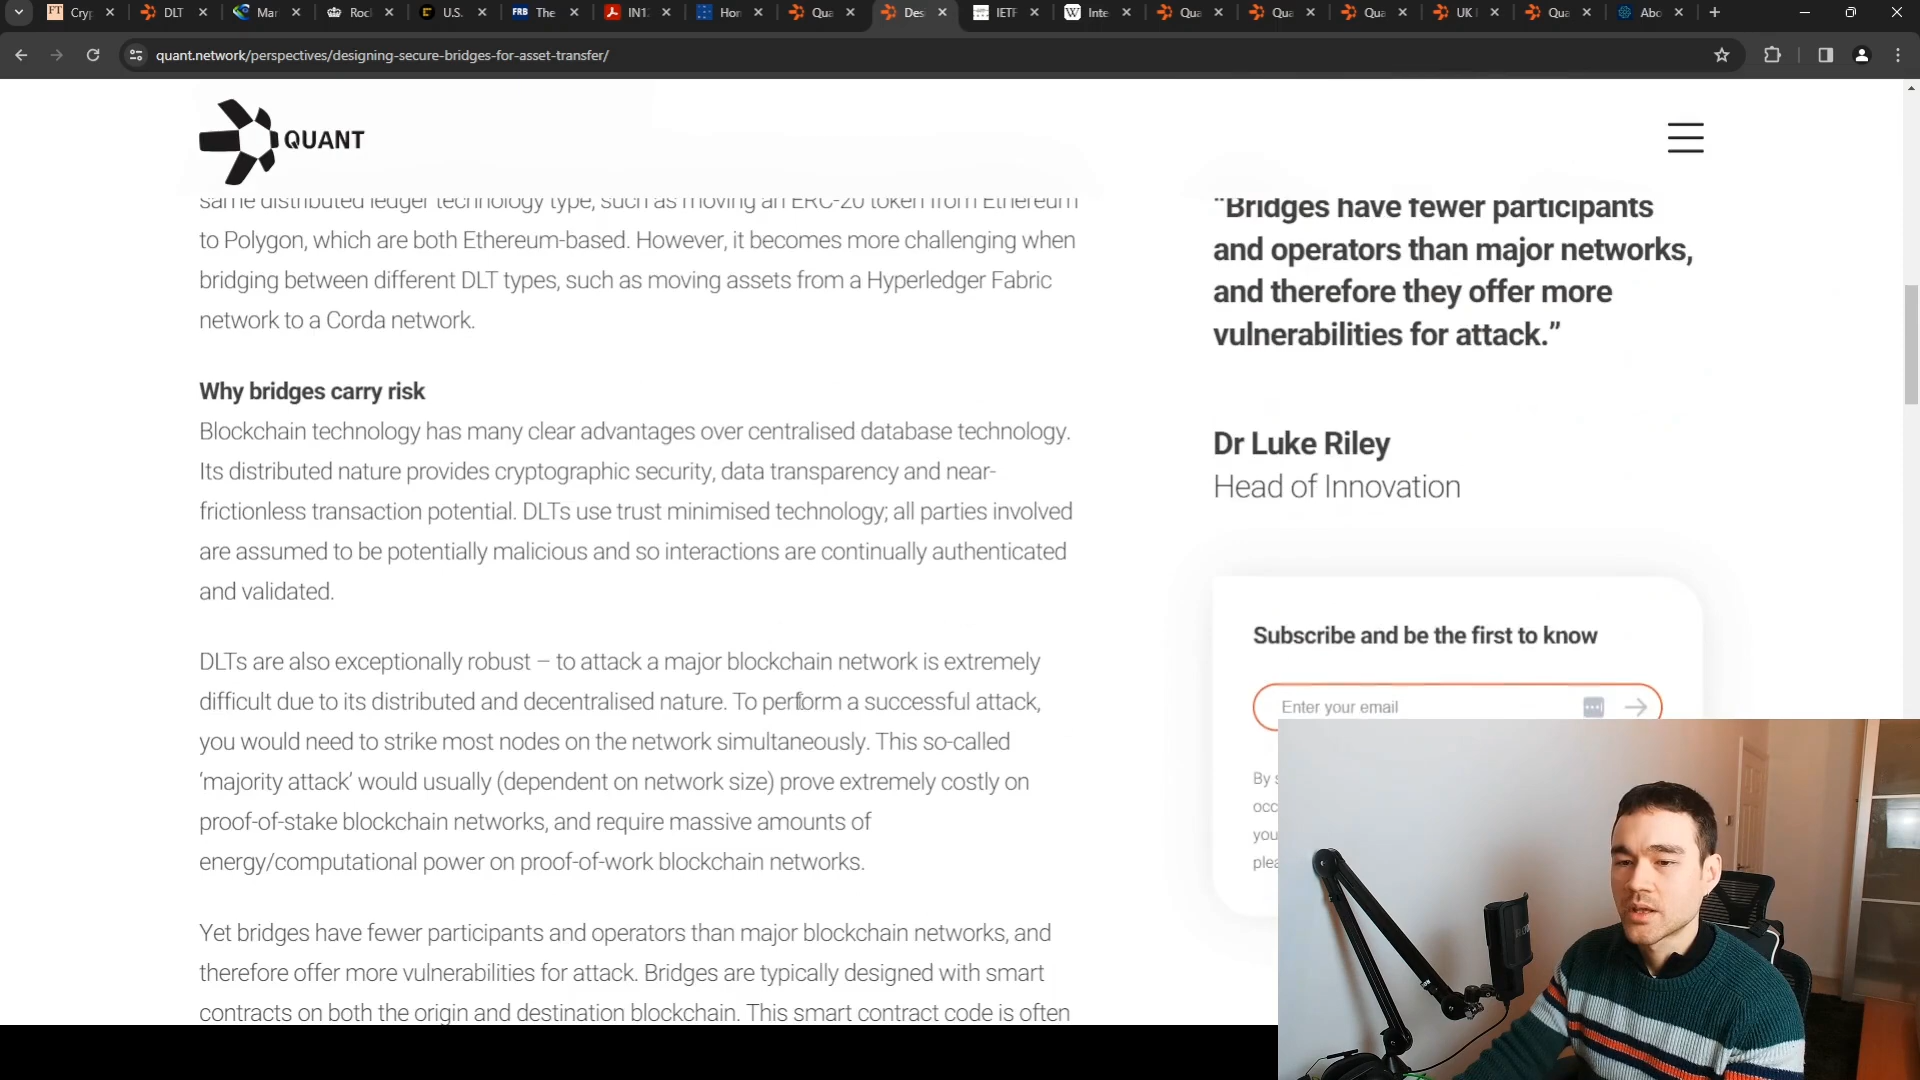 Cryp
DLT
Mar
Roc
U.S.
The
IN1
Hon
Qua
Des
IETF
Inte
Qua
Qua
Qua
UK
Qua
Abo
quant.network/perspectives/designing-secure-bridges-for-asset-transfer/
QUANT
same distributed ledger technology type, such as moving an ERC-20 token from Ethereum
to Polygon, which are both Ethereum-based. However, it becomes more challenging when
bridging between different DLT types, such as moving assets from a Hyperledger Fabric
network to a Corda network.
Why bridges carry risk
Blockchain technology has many clear advantages over centralised database technology.
Its distributed nature provides cryptographic security, data transparency and near-
frictionless transaction potential. DLTs use trust minimised technology; all parties involved
are assumed to be potentially malicious and so interactions are continually authenticated
and validated.
DLTs are also exceptionally robust – to attack a major blockchain network is extremely
difficult due to its distributed and decentralised nature. To perform a successful attack,
you would need to strike most nodes on the network simultaneously. This so-called
‘majority attack’ would usually (dependent on network size) prove extremely costly on
proof-of-stake blockchain networks, and require massive amounts of
energy/computational power on proof-of-work blockchain networks.
Yet bridges have fewer participants and operators than major blockchain networks, and
therefore offer more vulnerabilities for attack. Bridges are typically designed with smart
contracts on both the origin and destination blockchain. This smart contract code is often
“Bridges have fewer participants
and operators than major networks,
and therefore they offer more
vulnerabilities for attack.”
Dr Luke Riley
Head of Innovation
Subscribe and be the first to know
Enter your email
By s
occ
you
plea